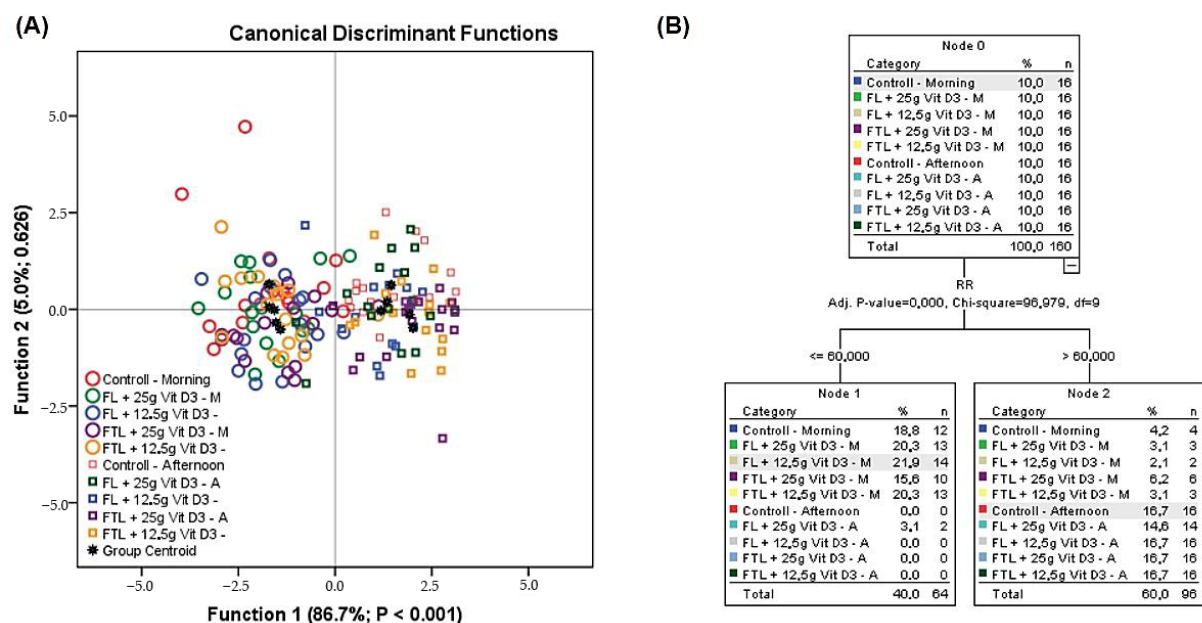 (A)
Canonical Discriminant Functions
Function 2 (5.0%; 0.626)
5.0
2.5
0.0
−2.5
−5.0
Controll - Morning
FL + 25g Vit D3 - M
FL + 12.5g Vit D3 -
FTL + 25g Vit D3 - M
FTL + 12.5g Vit D3 -
Controll - Afternoon
FL + 25g Vit D3 - A
FL + 12.5g Vit D3 -
FTL + 25g Vit D3 - A
FTL + 12.5g Vit D3 -
Group Centroid
−5.0 −2.5 0.0 2.5 5.0
Function 1 (86.7%; P < 0.001)
(B)
Node 0
Category % n
Controll - Morning 10,0 16
FL + 25g Vit D3 - M 10,0 16
FL + 12.5g Vit D3 - M 10,0 16
FTL + 25g Vit D3 - M 10,0 16
FTL + 12.5g Vit D3 - M 10,0 16
Controll - Afternoon 10,0 16
FL + 25g Vit D3 - A 10,0 16
FL + 12.5g Vit D3 - A 10,0 16
FTL + 25g Vit D3 - A 10,0 16
FTL + 12.5g Vit D3 - A 10,0 16
Total 100,0 160
RR
Adj. P-value=0,000, Chi-square=96,979, df=9
<= 60,000
> 60,000
Node 1
Category % n
Controll - Morning 18,8 12
FL + 25g Vit D3 - M 20,3 13
FL + 12.5g Vit D3 - M 21,9 14
FTL + 25g Vit D3 - M 15,6 10
FTL + 12.5g Vit D3 - M 20,3 13
Controll - Afternoon 0,0 0
FL + 25g Vit D3 - A 3,1 2
FL + 12.5g Vit D3 - A 0,0 0
FTL + 25g Vit D3 - A 0,0 0
FTL + 12.5g Vit D3 - A 0,0 0
Total 40,0 64
Node 2
Category % n
Controll - Morning 4,2 4
FL + 25g Vit D3 - M 3,1 3
FL + 12.5g Vit D3 - M 2,1 2
FTL + 25g Vit D3 - M 6,2 6
FTL + 12.5g Vit D3 - M 3,1 3
Controll - Afternoon 16,7 16
FL + 25g Vit D3 - A 14,6 14
FL + 12.5g Vit D3 - A 16,7 16
FTL + 25g Vit D3 - A 16,7 16
FTL + 12.5g Vit D3 - A 16,7 16
Total 60,0 96